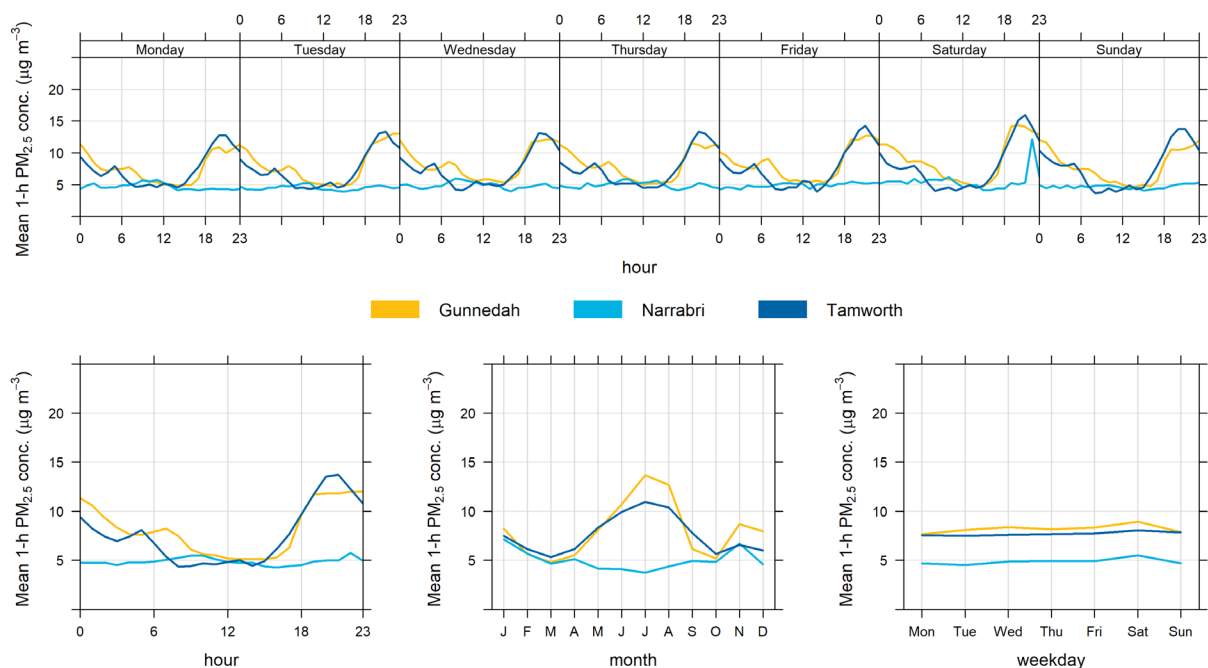 0 6 12 18 23 0 6 12 18 23 0 6 12 18 23
Monday Tuesday Wednesday Thursday Friday Saturday Sunday
Mean 1-h PM2.5 conc. (µg m−3)
20
15
10
5
0 6 12 18 23 0 6 12 18 23 0 6 12 18 23 0 6 12 18 23
hour
Gunnedah Narrabri Tamworth
Mean 1-h PM2.5 conc. (µg m−3)
20
15
10
5
0 6 12 18 23
hour
Mean 1-h PM2.5 conc. (µg m−3)
20
15
10
5
J F M A M J J A S O N D
month
Mean 1-h PM2.5 conc. (µg m−3)
20
15
10
5
Mon Tue Wed Thu Fri Sat Sun
weekday